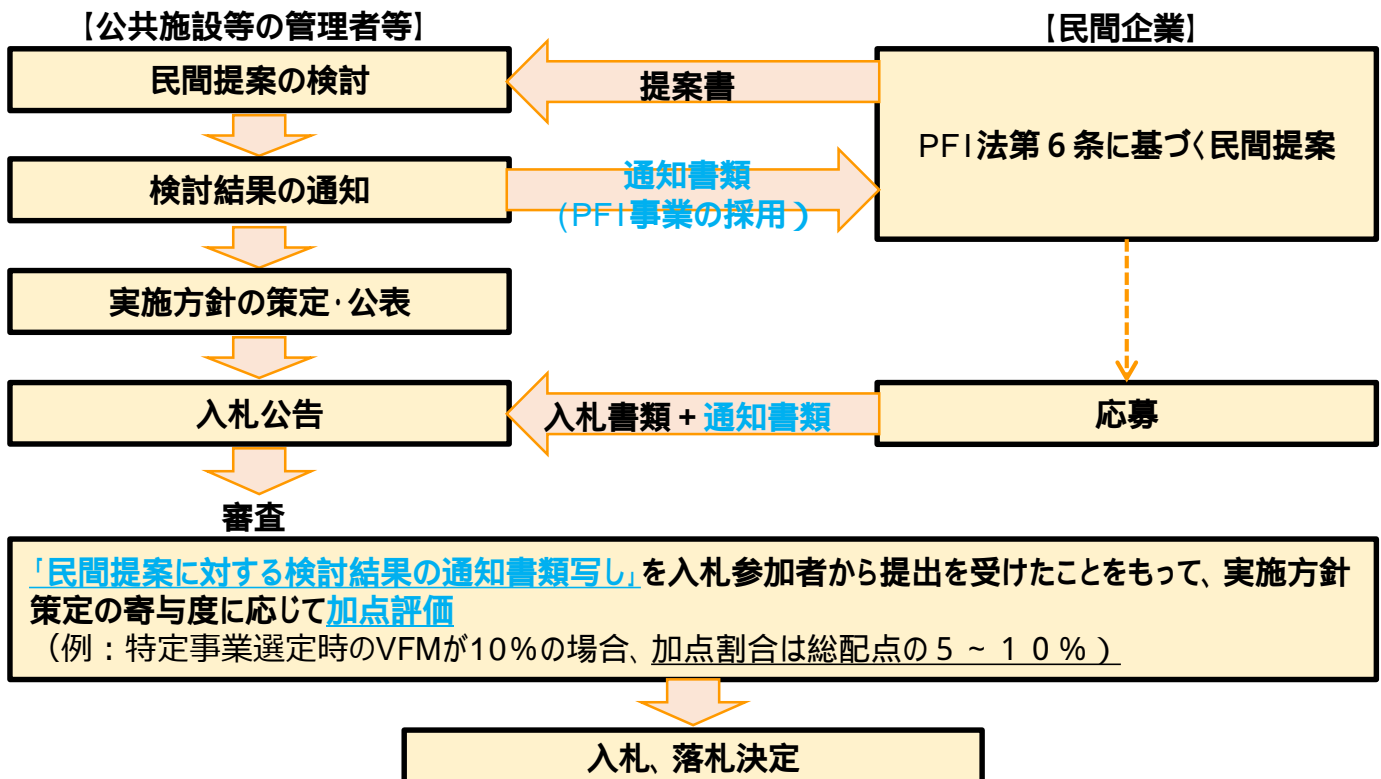 【公共施設等の管理者等】
【民間企業】
民間提案の検討
提案書
PFI法第6条に基づく民間提案
検討結果の通知
通知書類
(PFI事業の採用)
実施方針の策定・公表
入札公告
入札書類+通知書類
応募
審査
「民間提案に対する検討結果の通知書類写し」を入札参加者から提出を受けたことをもって、実施方針
策定の寄与度に応じて加点評価
(例:特定事業選定時のVFMが10%の場合、加点割合は総配点の5~10%)
入札、落札決定